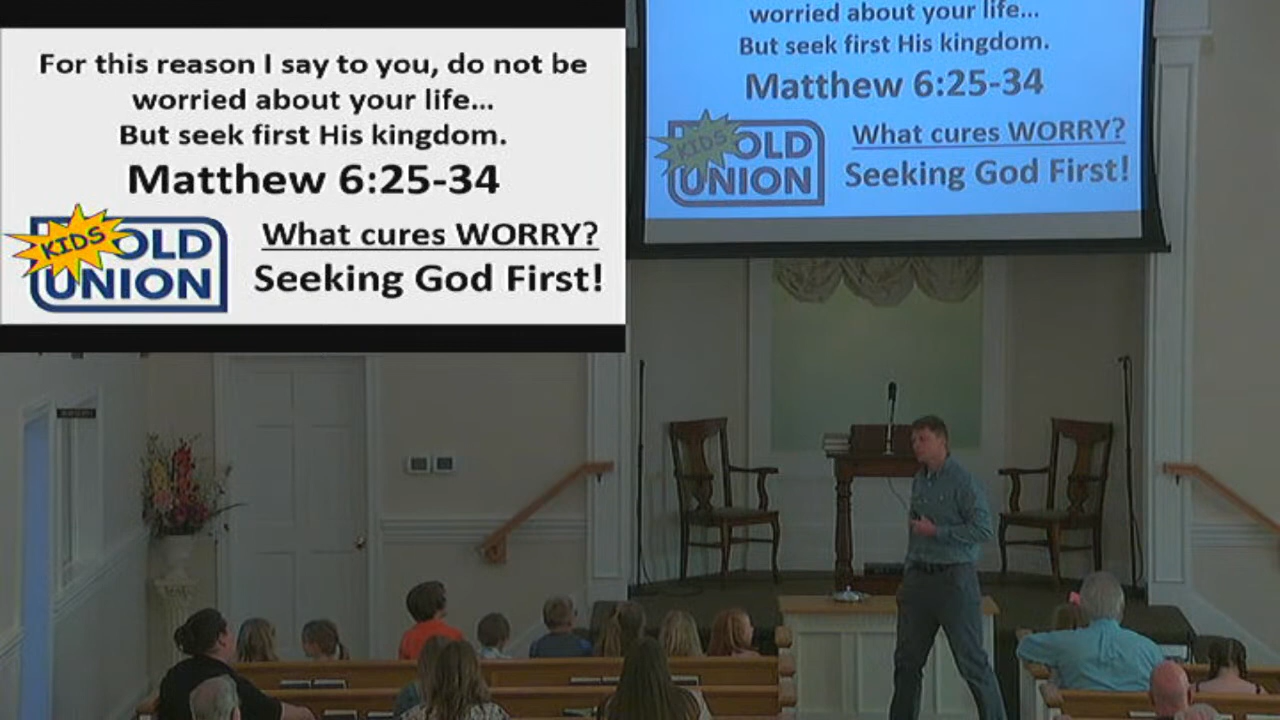 For this reason I say to you, do not be
worried about your life...
But seek first His kingdom.
Matthew 6:25-34
KIDS OLD
UNION
What cures WORRY?
Seeking God First!
worried about your life...
But seek first His kingdom.
Matthew 6:25-34
KIDS OLD
UNION
What cures WORRY?
Seeking God First!